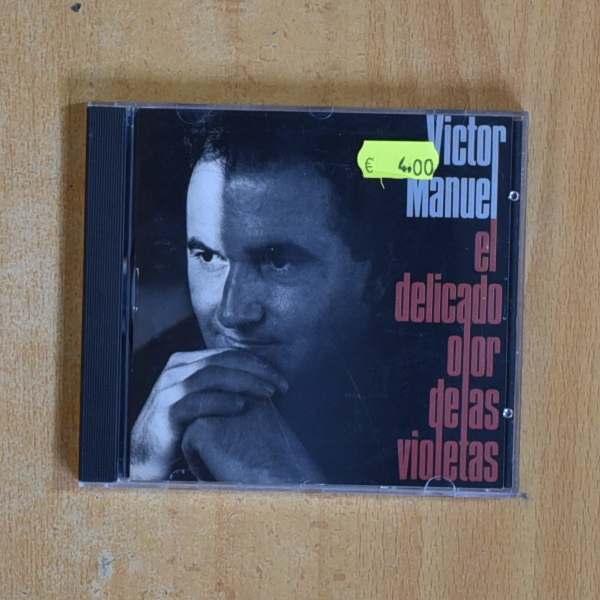 Victor
€ 4.00
Manuel
el
delicado
olor
de las
violetas